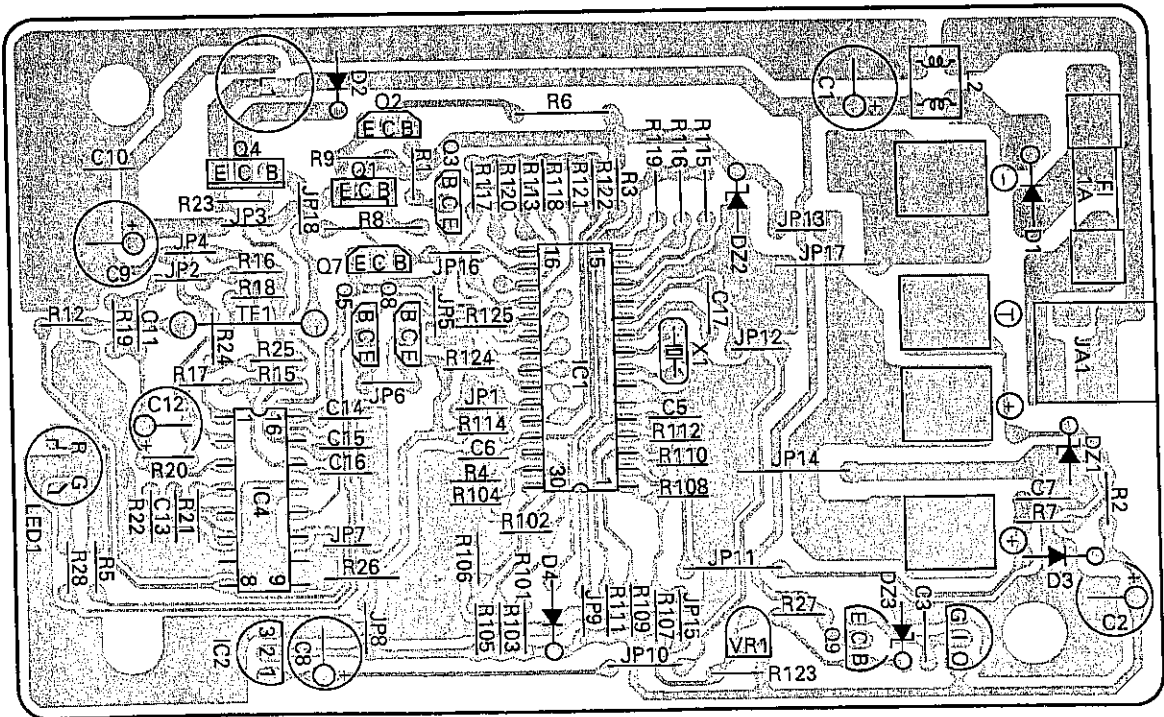 L1
D2
C1
+
L2
Q2
R6
E C B
F1
1A
C10
Q4
R9
R1
Q3
R117
R120
R113
R118
R121
R122
R3
R119
R116
R115
−
E C B
Q1
E C B
B C E
D1
R23
JP3
JP18
R8
DZ2
JP13
+
C9
JP4
JP2
R16
Q7
E C B
JP16
16
15
JP17
R18
Q5
Q8
JP5
C17
R12
R19
C11
TF1
R24
B C E
B C E
R125
X1
JP12
T
JA1
R25
R124
IC1
R17
R15
JP6
C12
+
16
1
C14
JP1
C5
+
R114
R112
C15
C6
R110
DZ1
R
G
R20
C16
R4
JP14
IC4
R104
30
1
R108
C7
R2
LED1
R22
C13
R21
R102
R7
JP7
+
R28
R5
8
9
R26
R106
R101
D4
JP11
D3
+
C2
IC2
3 2 1
C8
+
JP8
R105
R103
JP9
R111
R109
R107
JP15
VR1
R27
Q9
E C B
DZ3
C3
G I O
JP10
R123